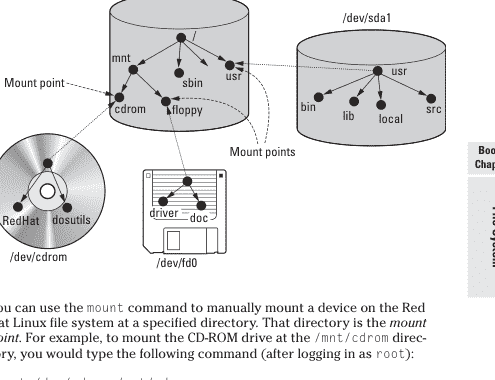 /dev/sda1
/
mnt
usr
usr
sbin
Mount point
cdrom
floppy
bin
lib
local
src
Mount points
Boo
Chap
driver
doc
RedHat
dosutils
/dev/cdrom
/dev/fd0
ou can use the mount command to manually mount a device on the Red
at Linux file system at a specified directory. That directory is the mount
oint. For example, to mount the CD-ROM drive at the /mnt/cdrom direc-
ory, you would type the following command (after logging in as root):